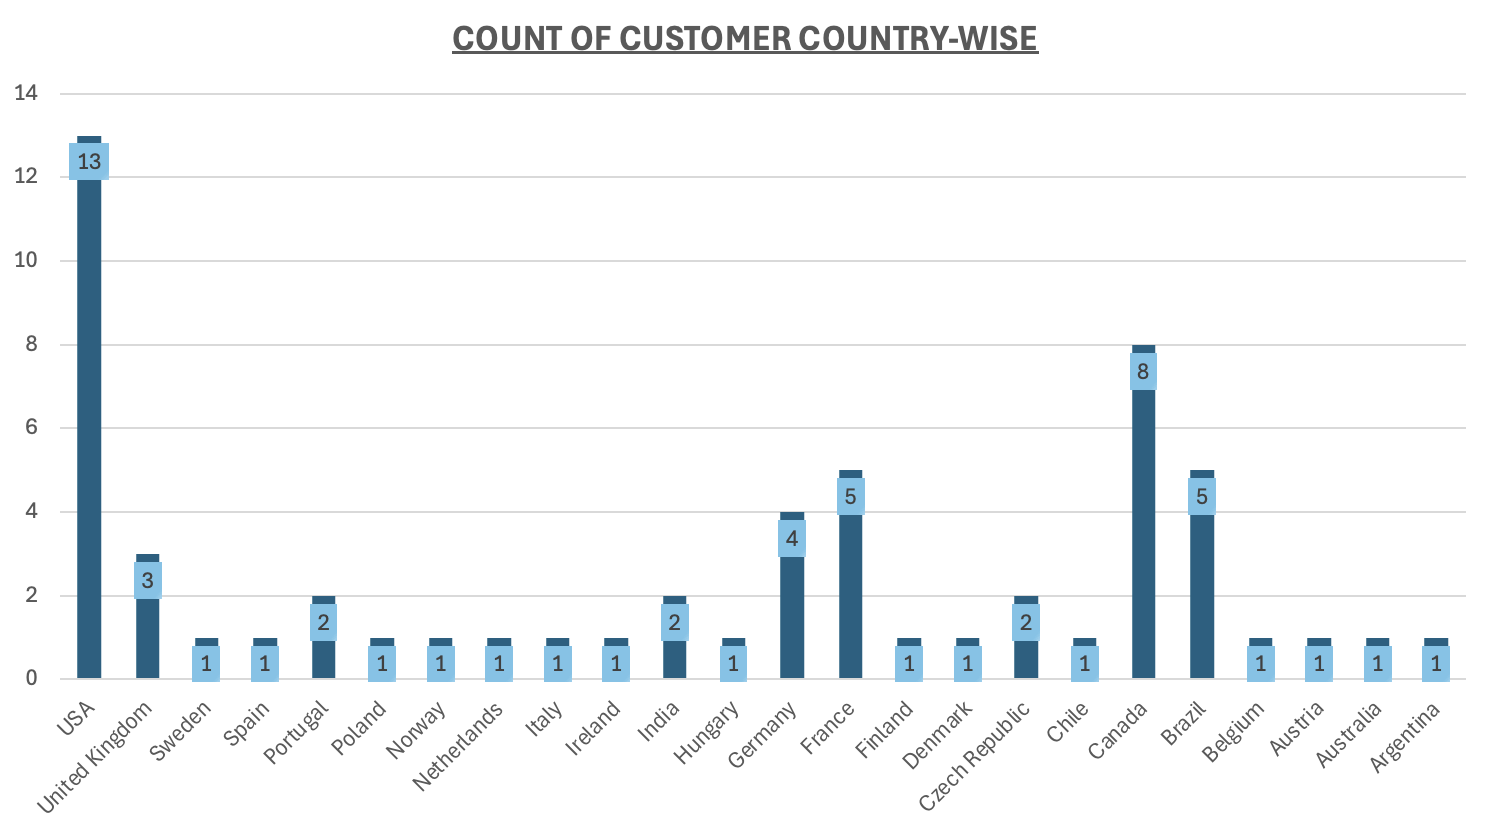 COUNT OF CUSTOMER COUNTRY-WISE
14
12
10
8
6
4
2
0
13
3
1
1
2
1
1
1
1
1
2
1
4
5
1
1
2
1
8
5
1
1
1
1
USA
United Kingdom
Sweden
Spain
Portugal
Poland
Norway
Netherlands
Italy
Ireland
India
Hungary
Germany
France
Finland
Denmark
Czech Republic
Chile
Canada
Brazil
Belgium
Austria
Australia
Argentina